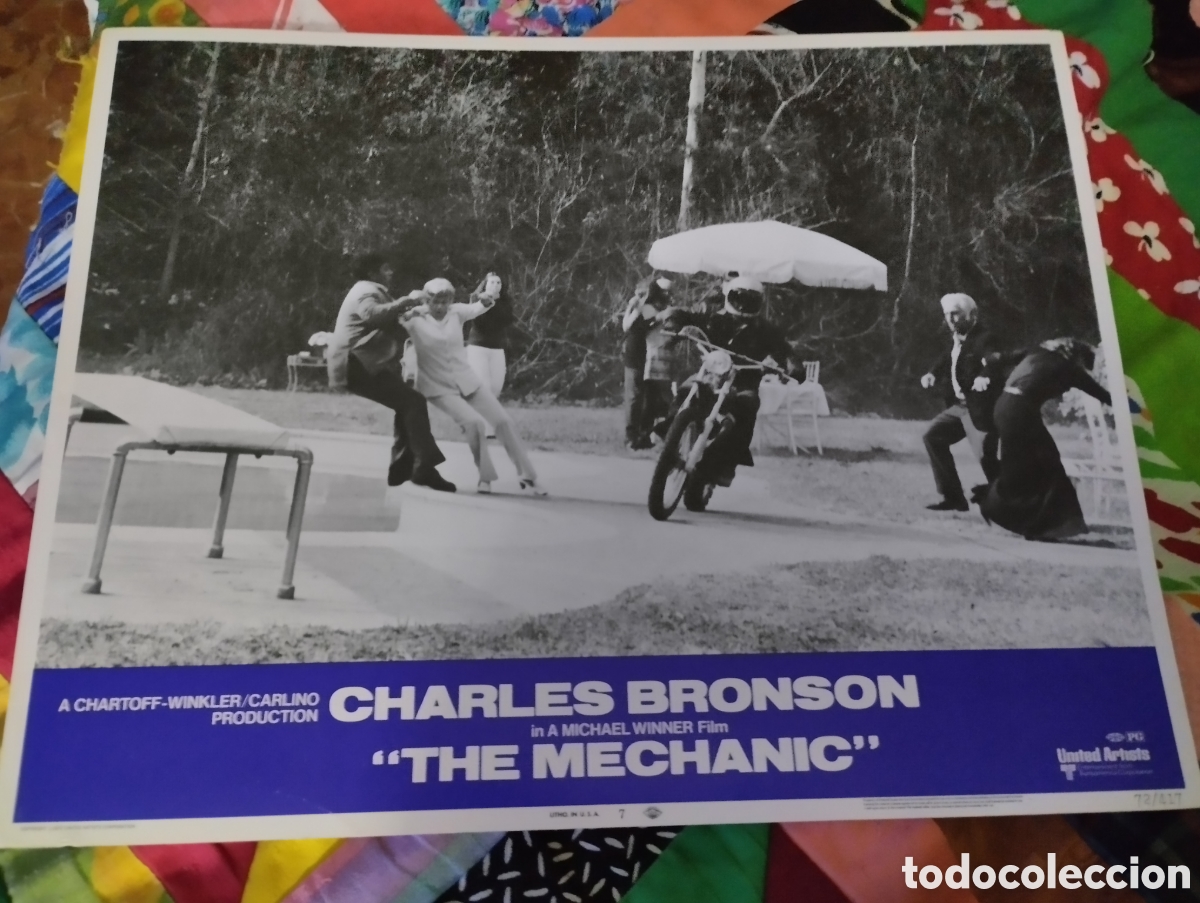 A CHARTOFF-WINKLER/CARLINO
PRODUCTION
CHARLES BRONSON
in A MICHAEL WINNER Film
"THE MECHANIC"
PG
United Artists
LITHO. IN U.S.A.
7
72/417
todocoleccion